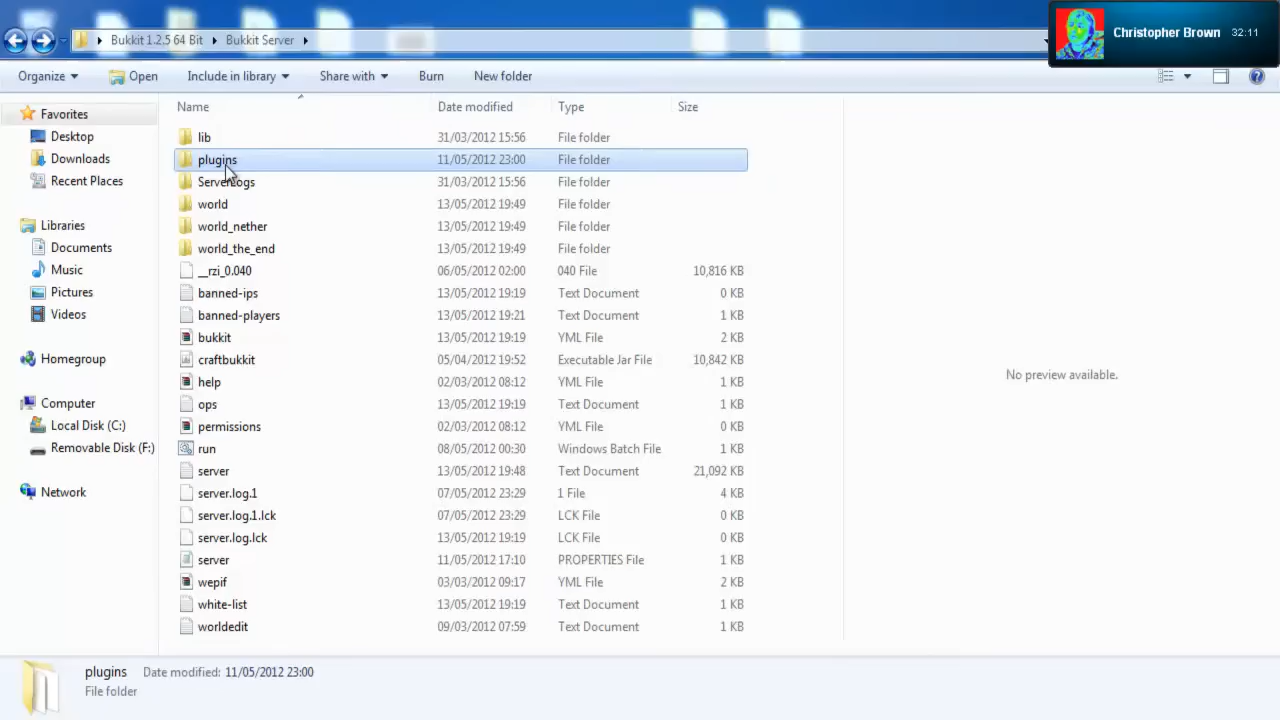 Bukkit 1.2.5 64 Bit Bukkit Server
Christopher Brown 32:11
Organize Open Include in library Share with Burn New folder
Name Date modified Type Size
Favorites
Desktop
Downloads
Recent Places
Libraries
Documents
Music
Pictures
Videos
Homegroup
Computer
Local Disk (C:)
Removable Disk (F:)
Network
lib 31/03/2012 15:56 File folder
plugins 11/05/2012 23:00 File folder
ServerLogs 31/03/2012 15:56 File folder
world 13/05/2012 19:49 File folder
world_nether 13/05/2012 19:49 File folder
world_the_end 13/05/2012 19:49 File folder
__rzi_0.040 06/05/2012 02:00 040 File 10,816 KB
banned-ips 13/05/2012 19:19 Text Document 0 KB
banned-players 13/05/2012 19:21 Text Document 1 KB
bukkit 13/05/2012 19:19 YML File 2 KB
craftbukkit 05/04/2012 19:52 Executable Jar File 10,842 KB
help 02/03/2012 08:12 YML File 1 KB
ops 13/05/2012 19:19 Text Document 1 KB
permissions 02/03/2012 08:12 YML File 0 KB
run 08/05/2012 00:30 Windows Batch File 1 KB
server 13/05/2012 19:48 Text Document 21,092 KB
server.log.1 07/05/2012 23:29 1 File 4 KB
server.log.1.lck 07/05/2012 23:29 LCK File 0 KB
server.log.lck 13/05/2012 19:19 LCK File 0 KB
server 11/05/2012 17:10 PROPERTIES File 1 KB
wepif 03/03/2012 09:17 YML File 2 KB
white-list 13/05/2012 19:19 Text Document 1 KB
worldedit 09/03/2012 07:59 Text Document 1 KB
No preview available.
plugins Date modified: 11/05/2012 23:00
File folder